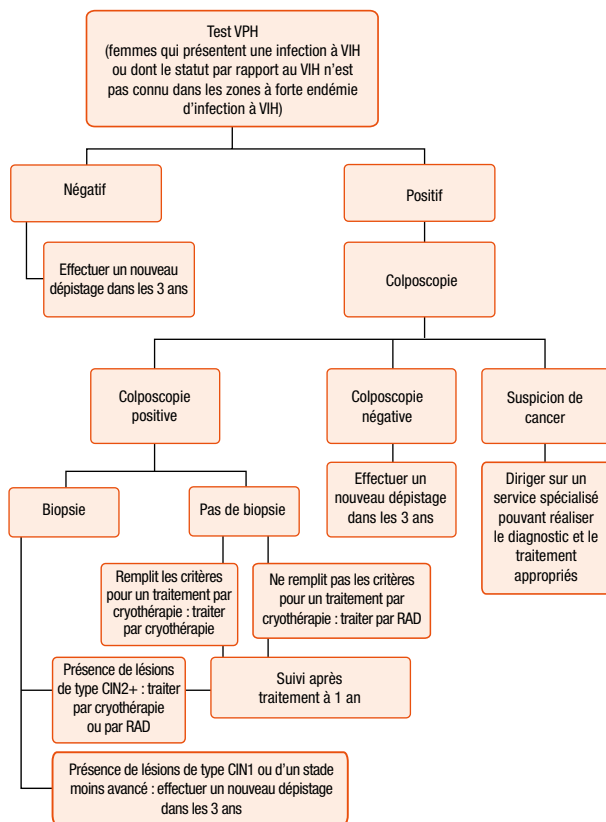 Test VPH
(femmes qui présentent une infection à VIH
ou dont le statut par rapport au VIH n'est
pas connu dans les zones à forte endémie
d'infection à VIH)
Négatif
Positif
Effectuer un nouveau
dépistage dans les 3 ans
Colposcopie
Colposcopie
positive
Colposcopie
négative
Suspicion de
cancer
Biopsie
Pas de biopsie
Effectuer un
nouveau dépistage
dans les 3 ans
Diriger sur un
service spécialisé
pouvant réaliser
le diagnostic et le
traitement
appropriés
Remplit les critères
pour un traitement par
cryothérapie : traiter
par cryothérapie
Ne remplit pas les critères
pour un traitement par
cryothérapie : traiter par RAD
Présence de lésions
de type CIN2+ : traiter
par cryothérapie
ou par RAD
Suivi après
traitement à 1 an
Présence de lésions de type CIN1 ou d'un stade
moins avancé : effectuer un nouveau dépistage
dans les 3 ans